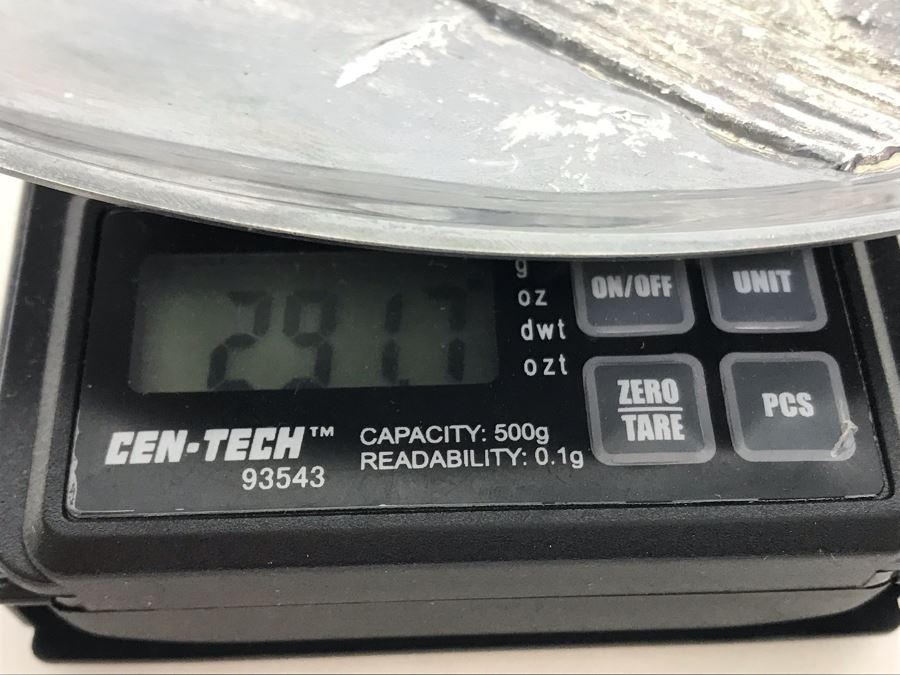 291.7
g
oz
dwt
ozt
ON/OFF
UNIT
ZERO
TARE
PCS
CEN-TECH™
93543
CAPACITY: 500g
READABILITY: 0.1g